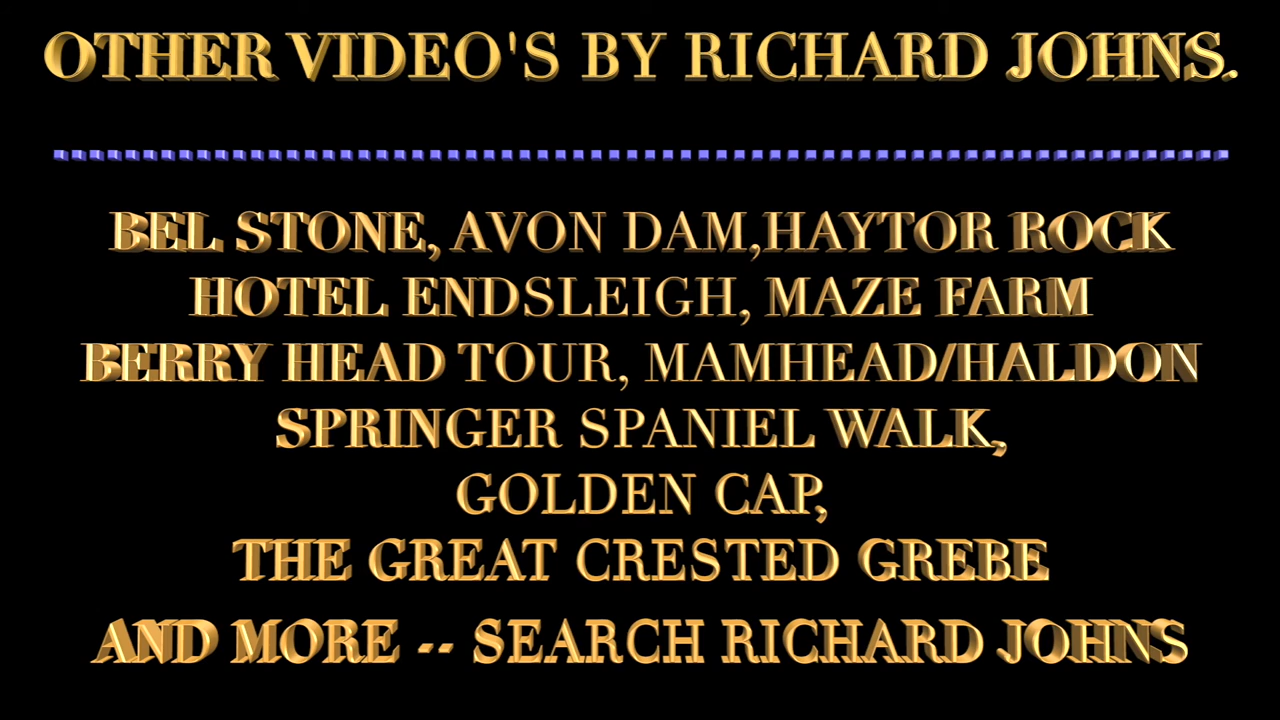 OTHER VIDEO'S BY RICHARD JOHNS.
BEL STONE, AVON DAM,HAYTOR ROCK
HOTEL ENDSLEIGH, MAZE FARM
BERRY HEAD TOUR, MAMHEAD/HALDON
SPRINGER SPANIEL WALK,
GOLDEN CAP,
THE GREAT CRESTED GREBE
AND MORE -- SEARCH RICHARD JOHNS